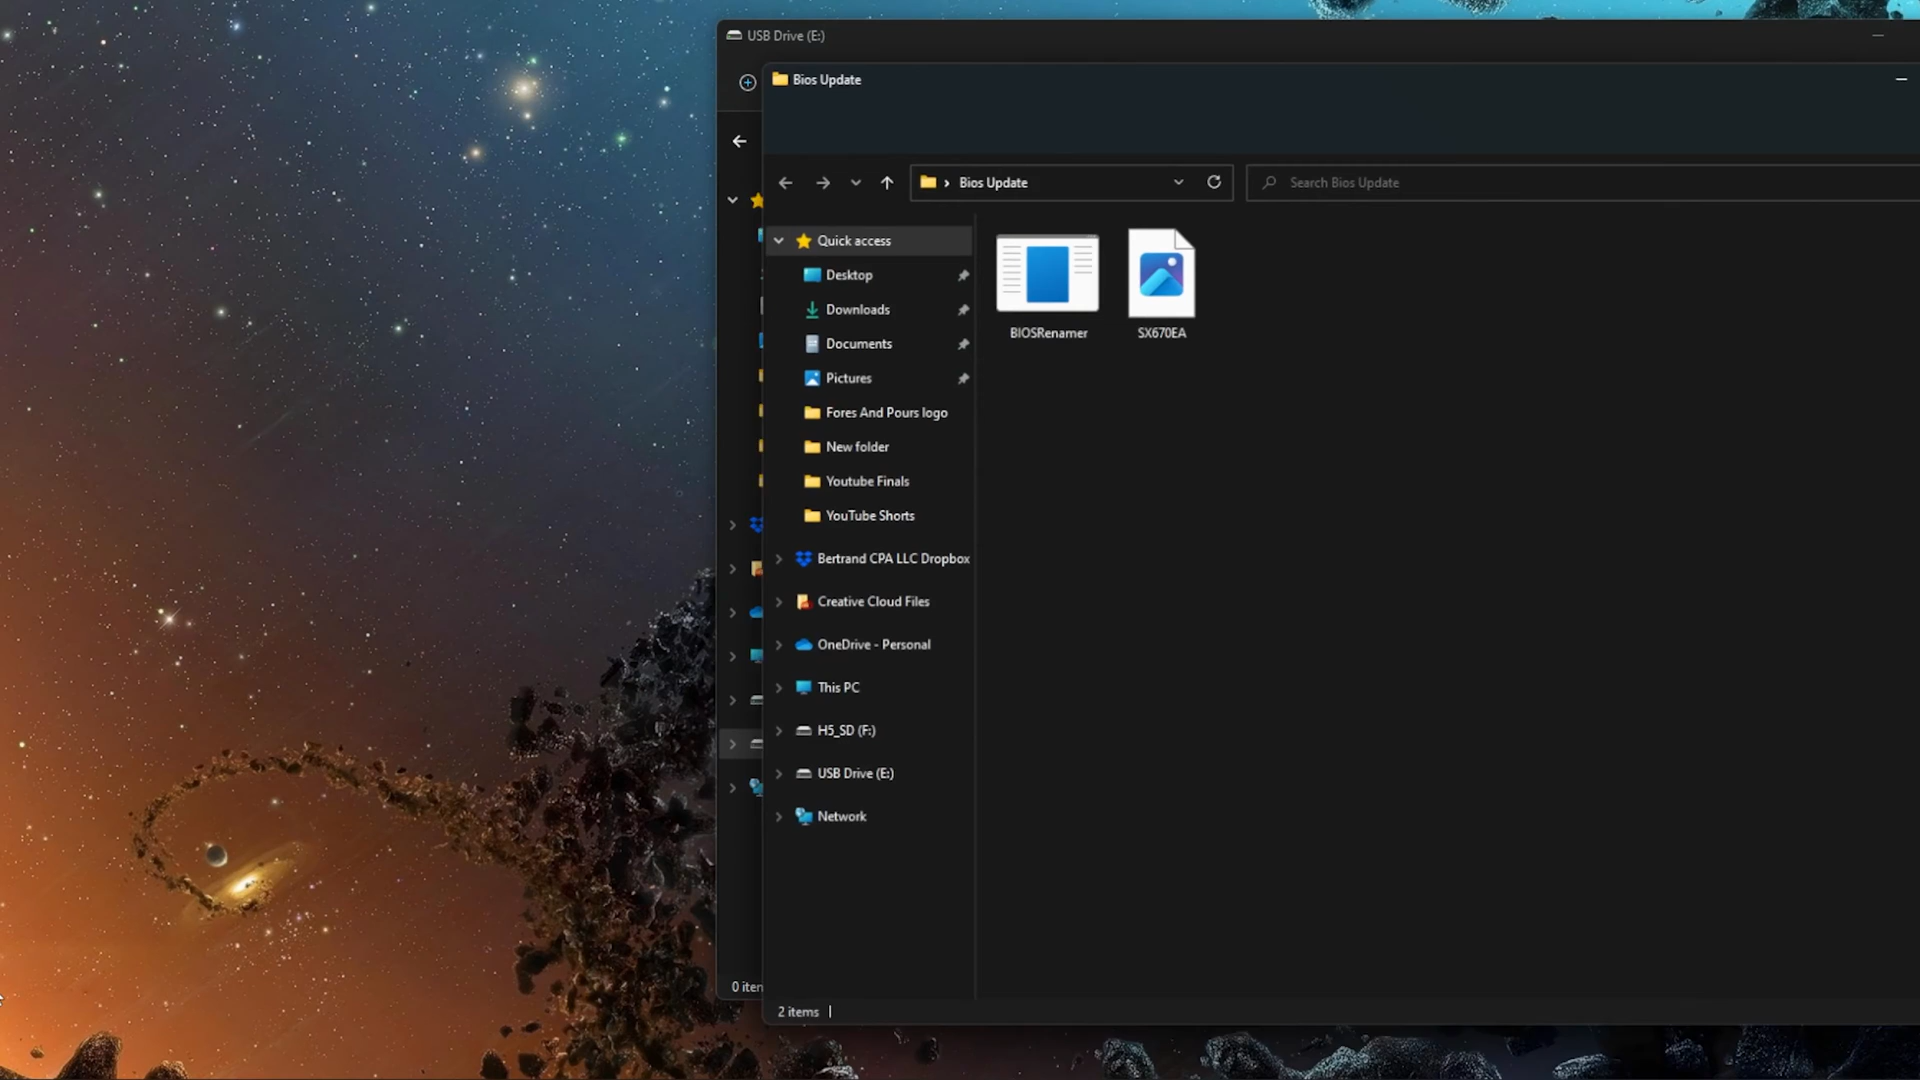 USB Drive (E:)
Bios Update
Bios Update
Search Bios Update
Quick access
Desktop
Downloads
Documents
Pictures
Fores And Pours logo
New folder
Youtube Finals
YouTube Shorts
Bertrand CPA LLC Dropbox
Creative Cloud Files
OneDrive - Personal
This PC
H5_SD (F:)
USB Drive (E:)
Network
BIOSRenamer
SX670EA
0 iten
2 items